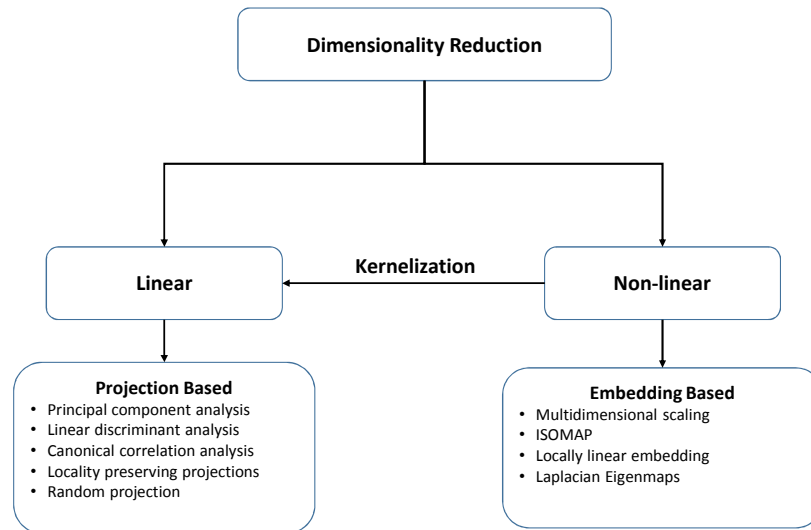 Dimensionality Reduction
Linear
Kernelization
Non-linear
Projection Based
• Principal component analysis
• Linear discriminant analysis
• Canonical correlation analysis
• Locality preserving projections
• Random projection
Embedding Based
• Multidimensional scaling
• ISOMAP
• Locally linear embedding
• Laplacian Eigenmaps